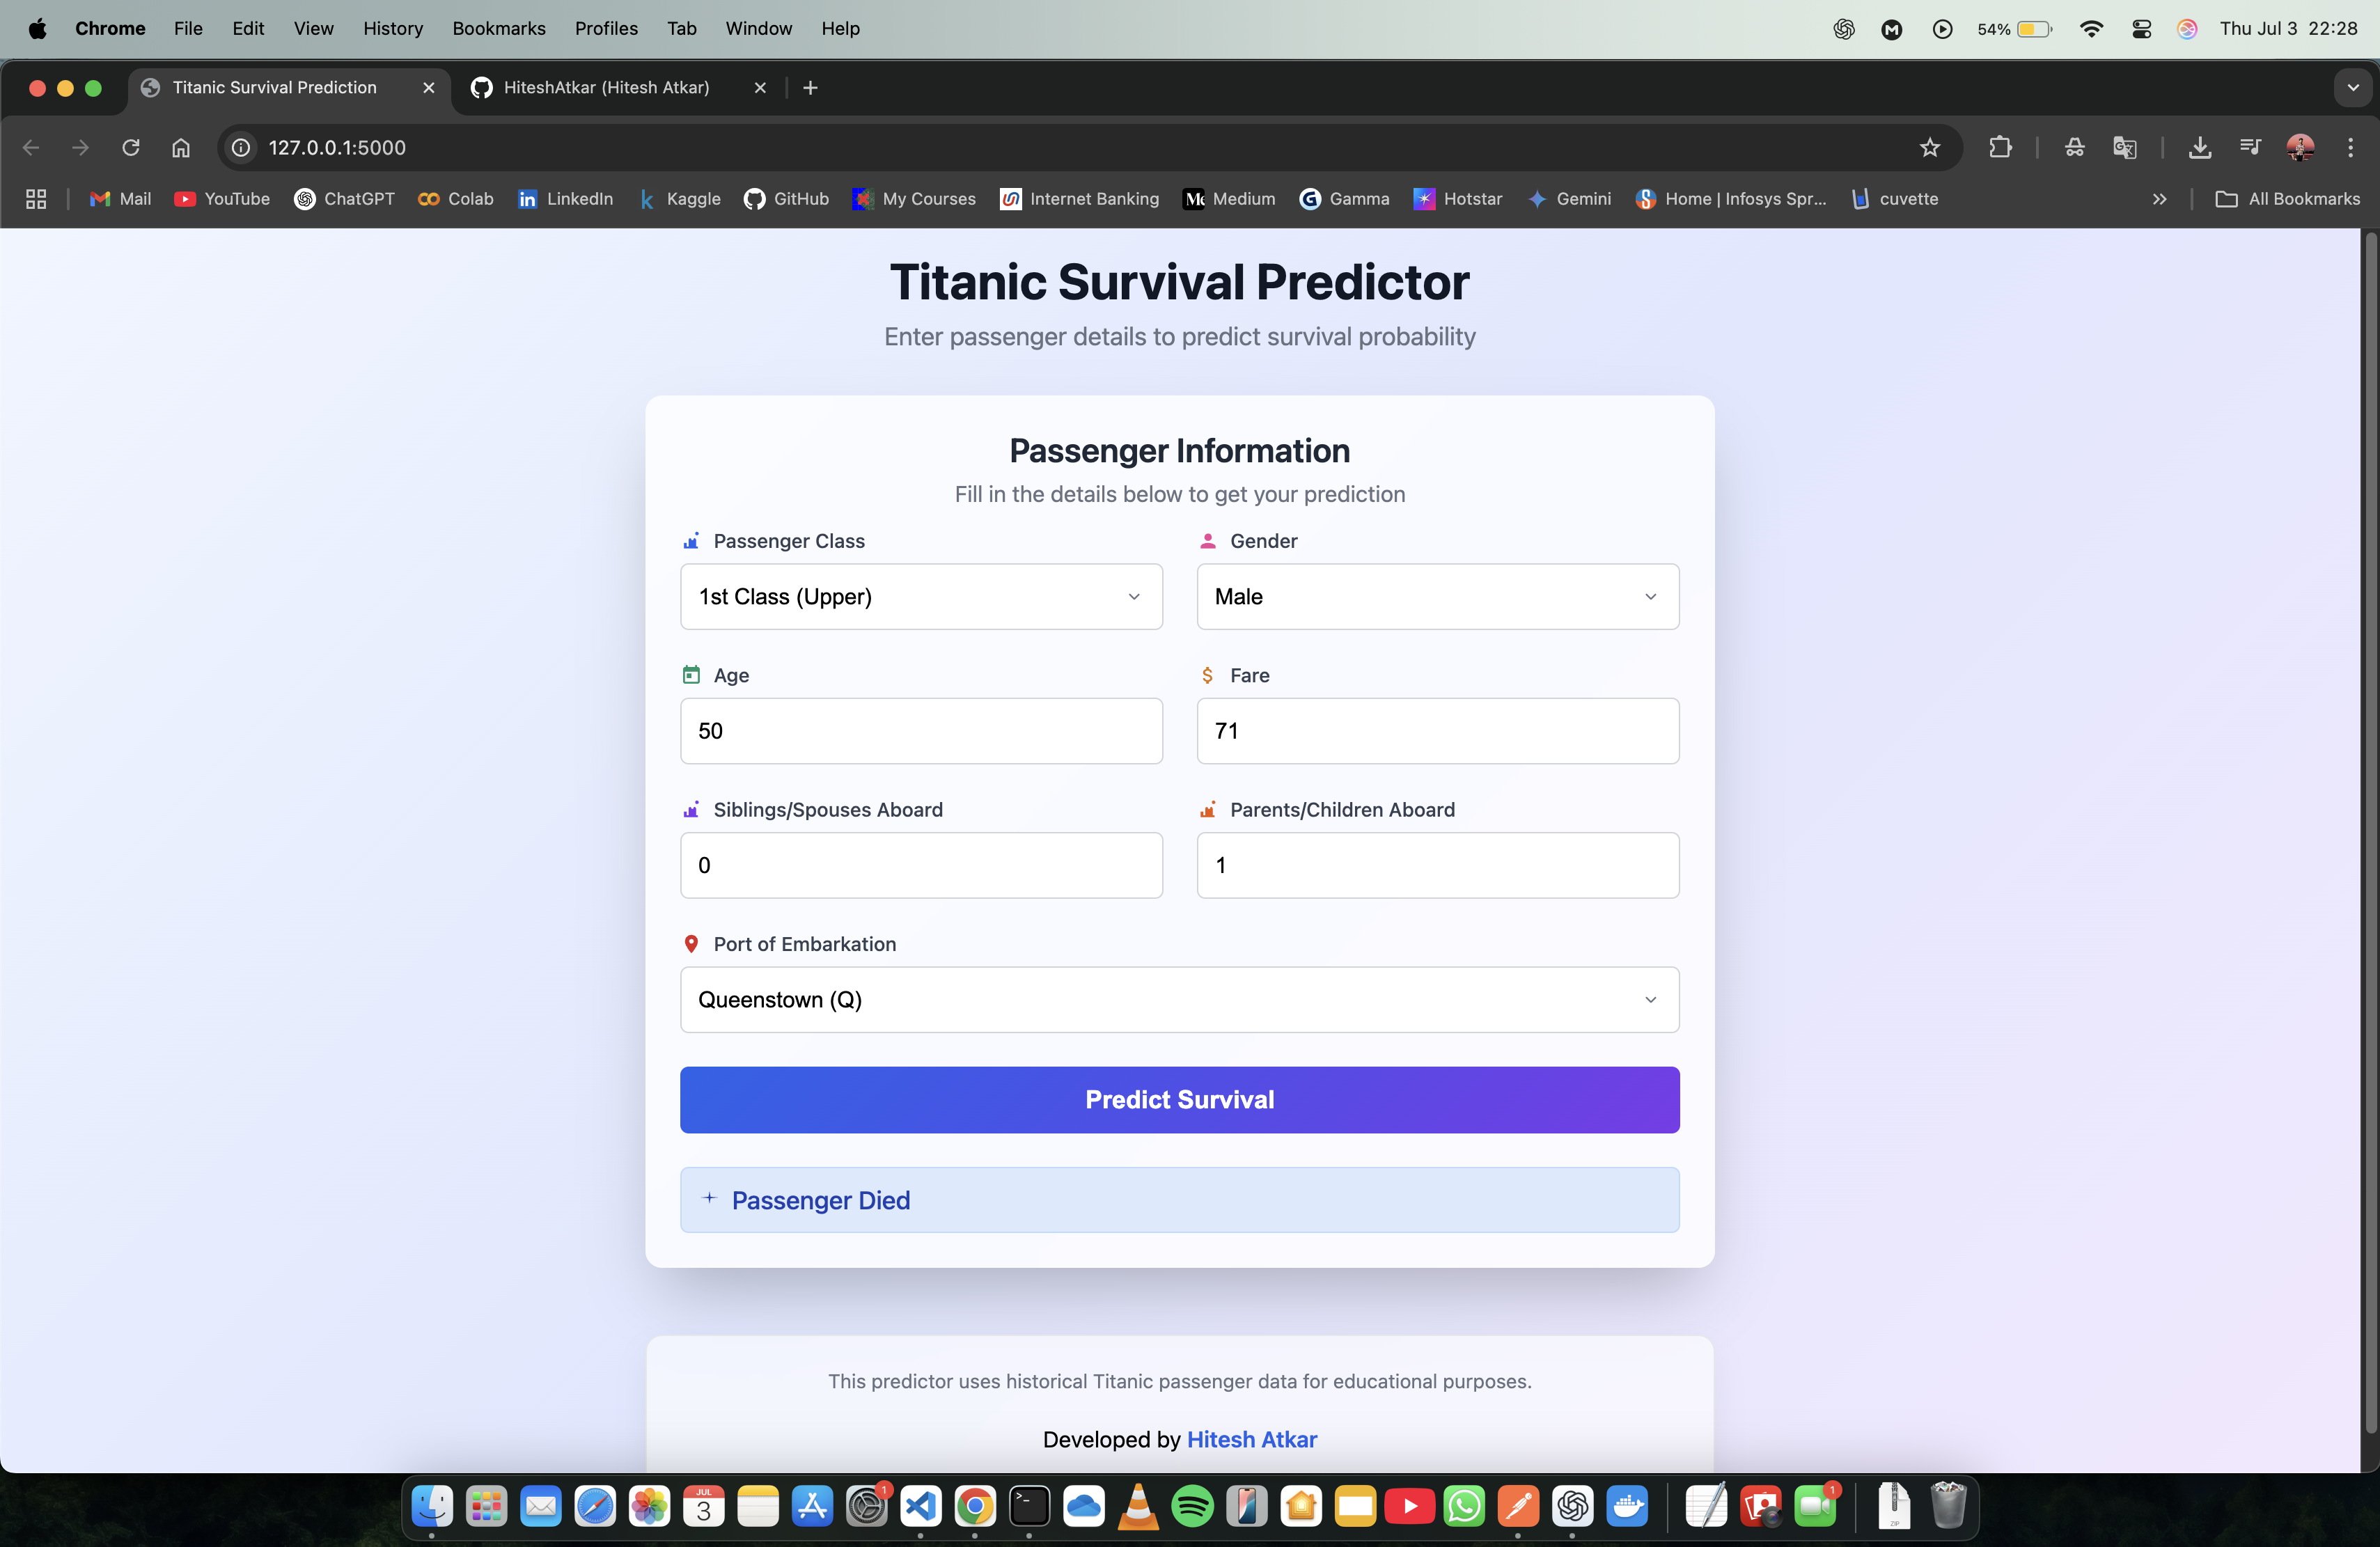 Chrome File Edit View History Bookmarks Profiles Tab Window Help 54% Thu Jul 3 22:28
Titanic Survival Prediction HiteshAtkar (Hitesh Atkar)
127.0.0.1:5000
Mail YouTube ChatGPT Colab LinkedIn Kaggle GitHub My Courses Internet Banking Medium Gamma Hotstar Gemini Home | Infosys Spr... cuvette All Bookmarks
Titanic Survival Predictor
Enter passenger details to predict survival probability
Passenger Information
Fill in the details below to get your prediction
Passenger Class Gender
1st Class (Upper) Male
Age Fare
50 71
Siblings/Spouses Aboard Parents/Children Aboard
0 1
Port of Embarkation
Queenstown (Q)
Predict Survival
Passenger Died
This predictor uses historical Titanic passenger data for educational purposes.
Developed by Hitesh Atkar
JUL 1 1
3 ZIP